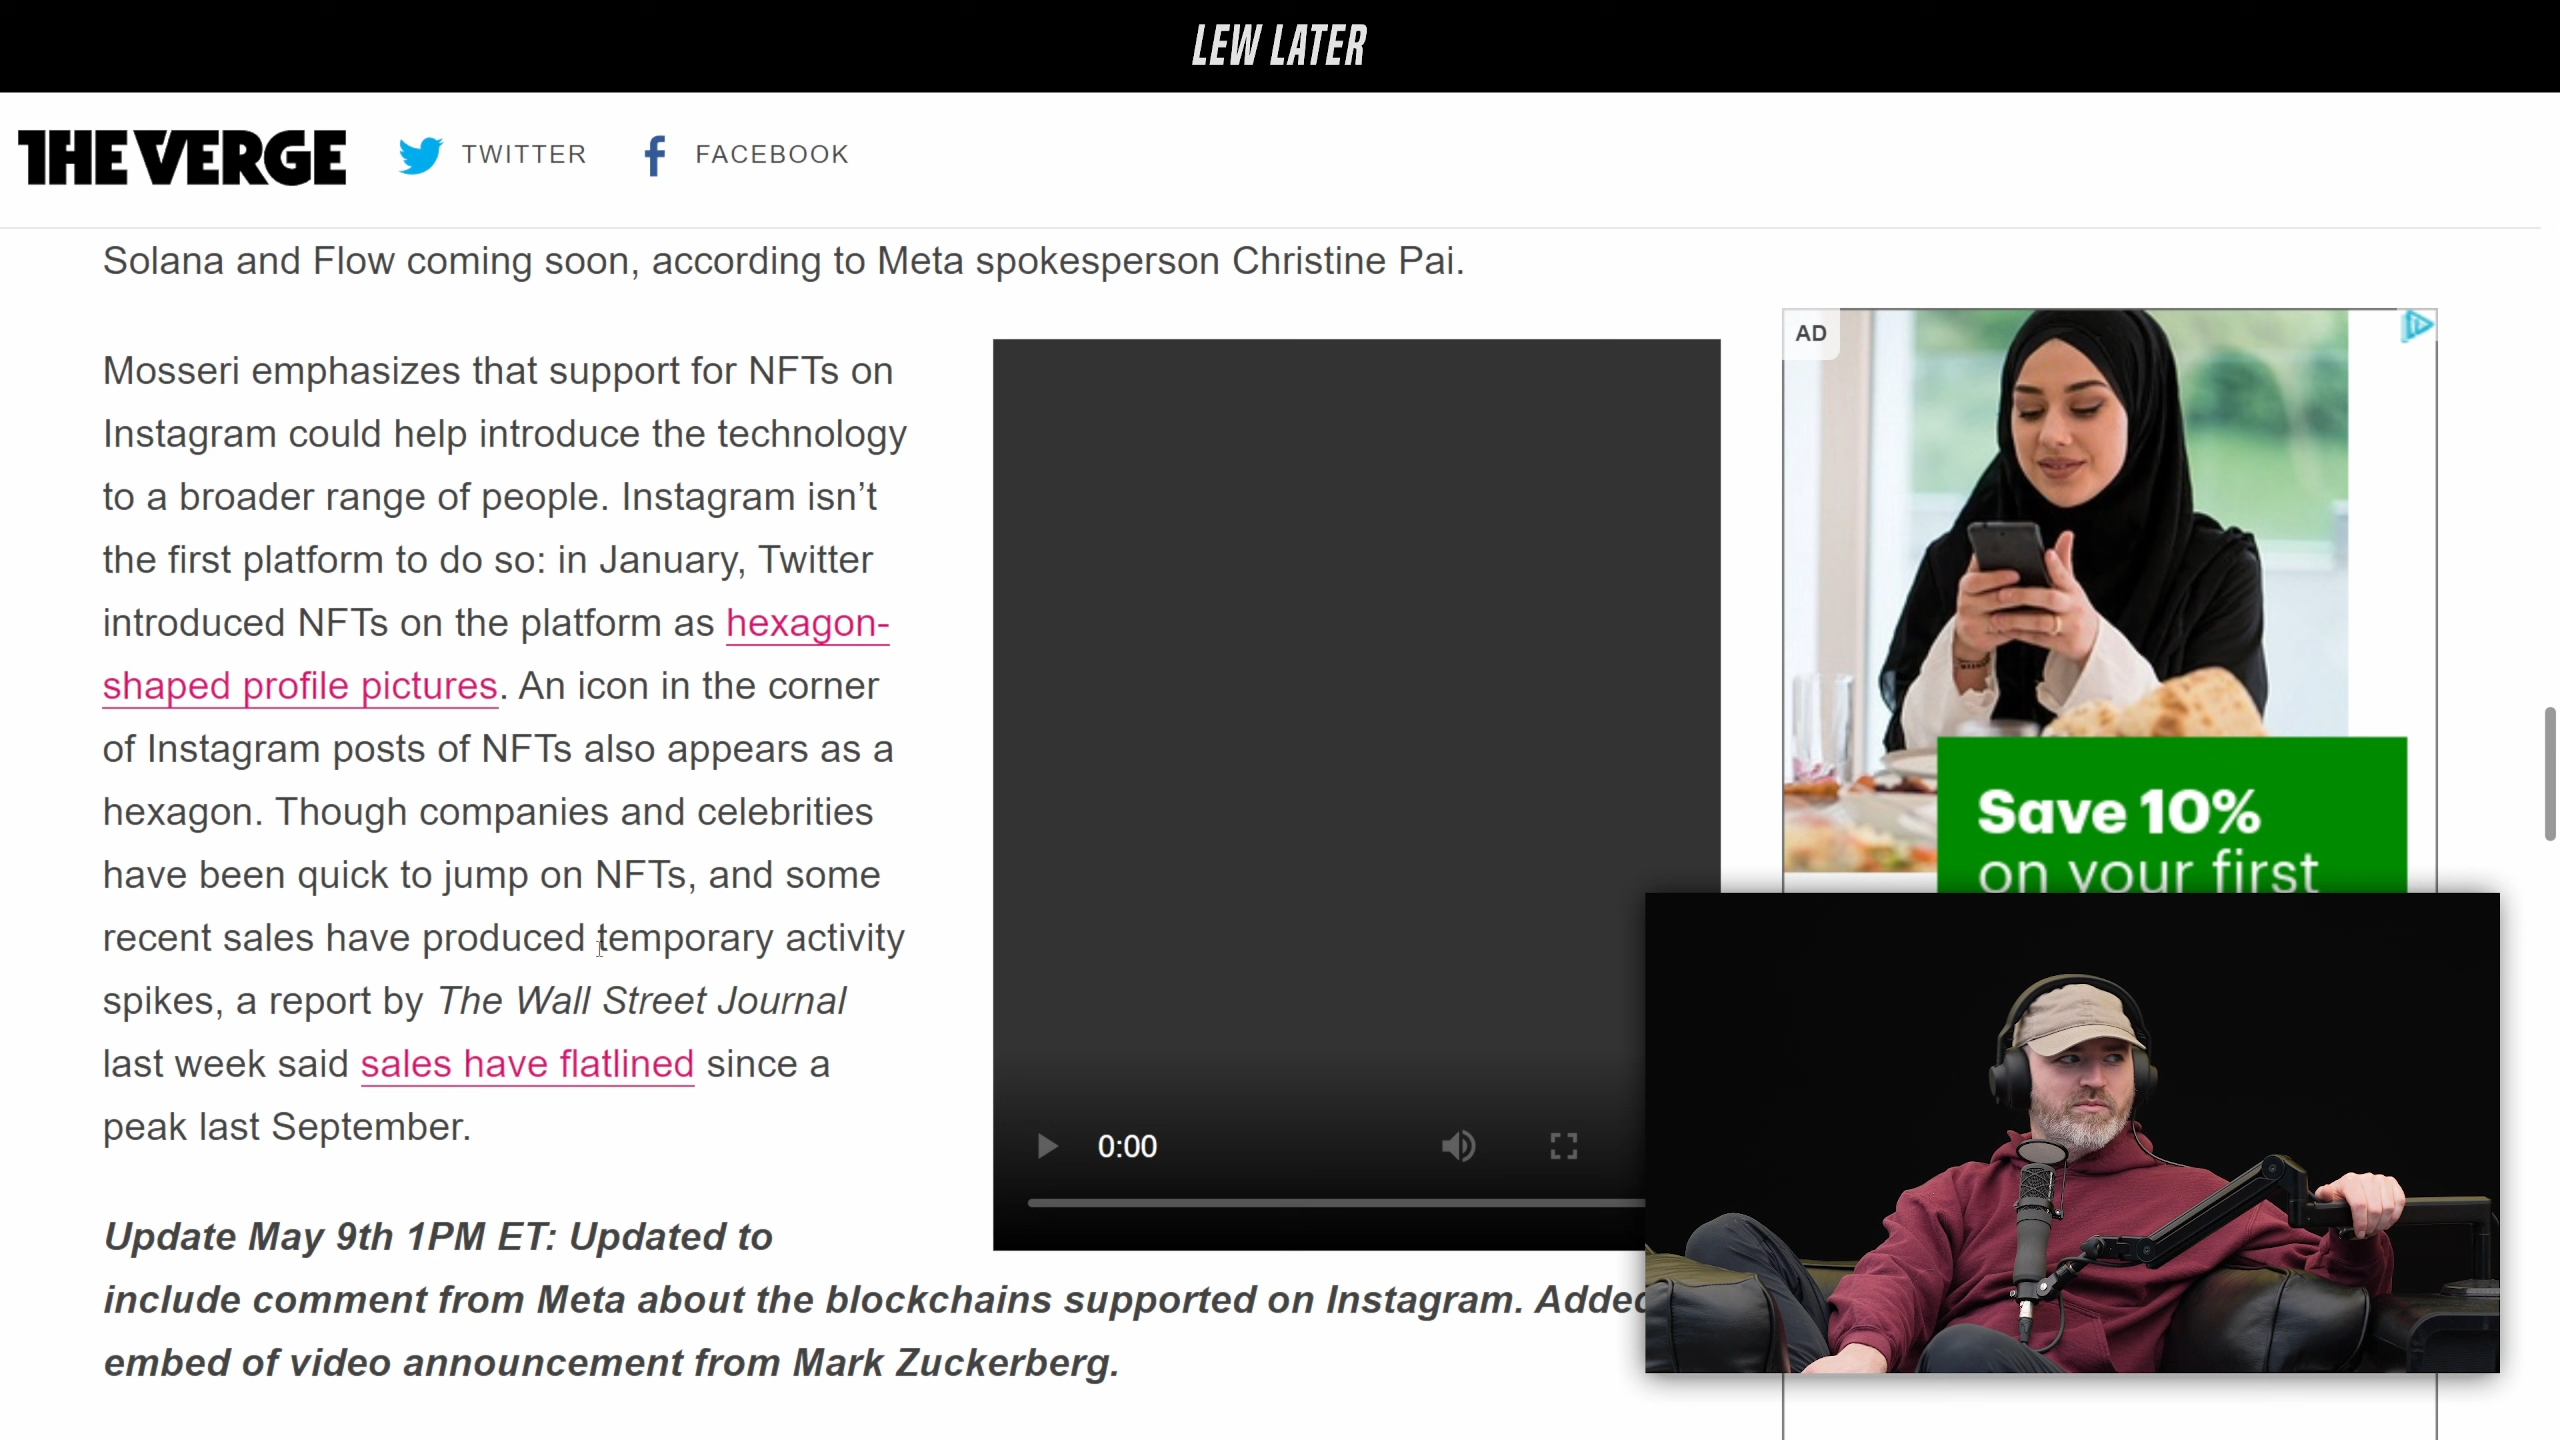 LEW LATER
THE VERGE
TWITTER
FACEBOOK
Solana and Flow coming soon, according to Meta spokesperson Christine Pai.
Mosseri emphasizes that support for NFTs on
Instagram could help introduce the technology
to a broader range of people. Instagram isn’t
the first platform to do so: in January, Twitter
introduced NFTs on the platform as hexagon-
shaped profile pictures. An icon in the corner
of Instagram posts of NFTs also appears as a
hexagon. Though companies and celebrities
have been quick to jump on NFTs, and some
recent sales have produced temporary activity
spikes, a report by The Wall Street Journal
last week said sales have flatlined since a
peak last September.
Update May 9th 1PM ET: Updated to
include comment from Meta about the blockchains supported on Instagram. Added
embed of video announcement from Mark Zuckerberg.
0:00
AD
Save 10%
on your first